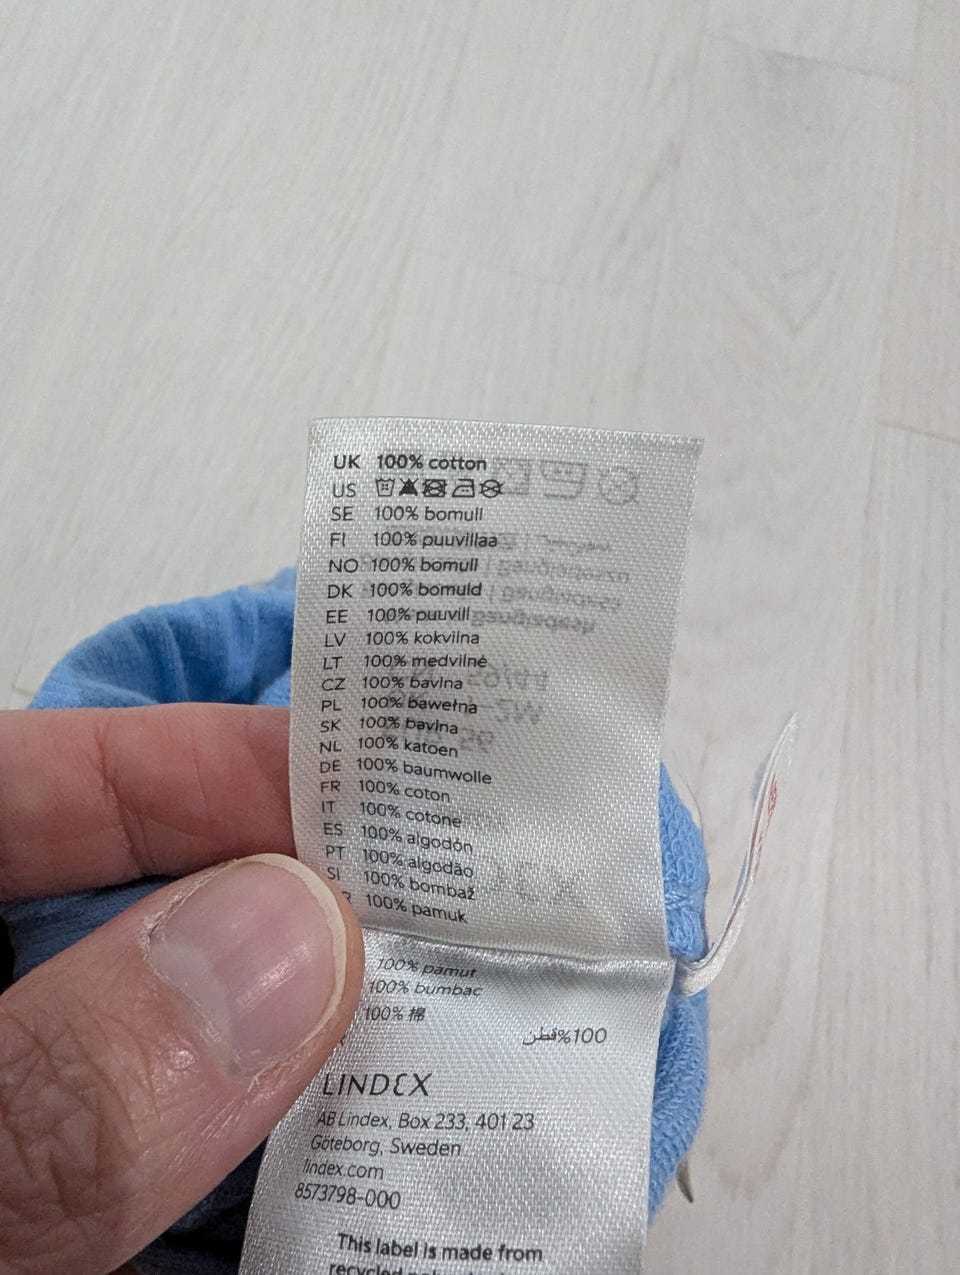 UK 100% cotton
US
SE 100% bomull
FI 100% puuvillaa
NO 100% bomull
DK 100% bomuld
EE 100% puuvill
LV 100% kokvilna
LT 100% medvilnė
CZ 100% bavlna
PL 100% bawełna
SK 100% bavlna
NL 100% katoen
DE 100% baumwolle
FR 100% coton
IT 100% cotone
ES 100% algodón
PT 100% algodão
SI 100% bombaž
100% pamuk
100% pamut
100% bumbac
100% 棉
100%قطن
LINDEX
AB Lindex, Box 233, 401 23
Göteborg, Sweden
lindex.com
8573798-000
This label is made from
recycled